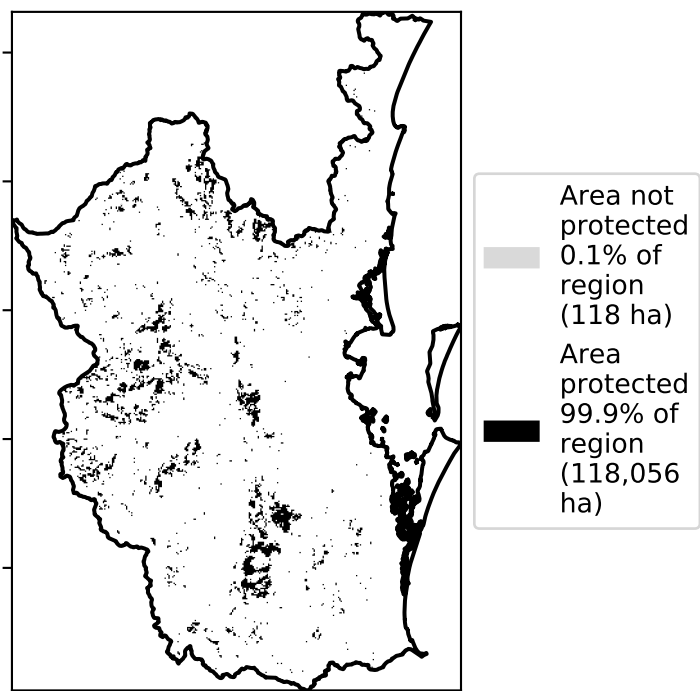 Area not
protected
0.1% of
region
(118 ha)
Area
protected
99.9% of
region
(118,056
ha)